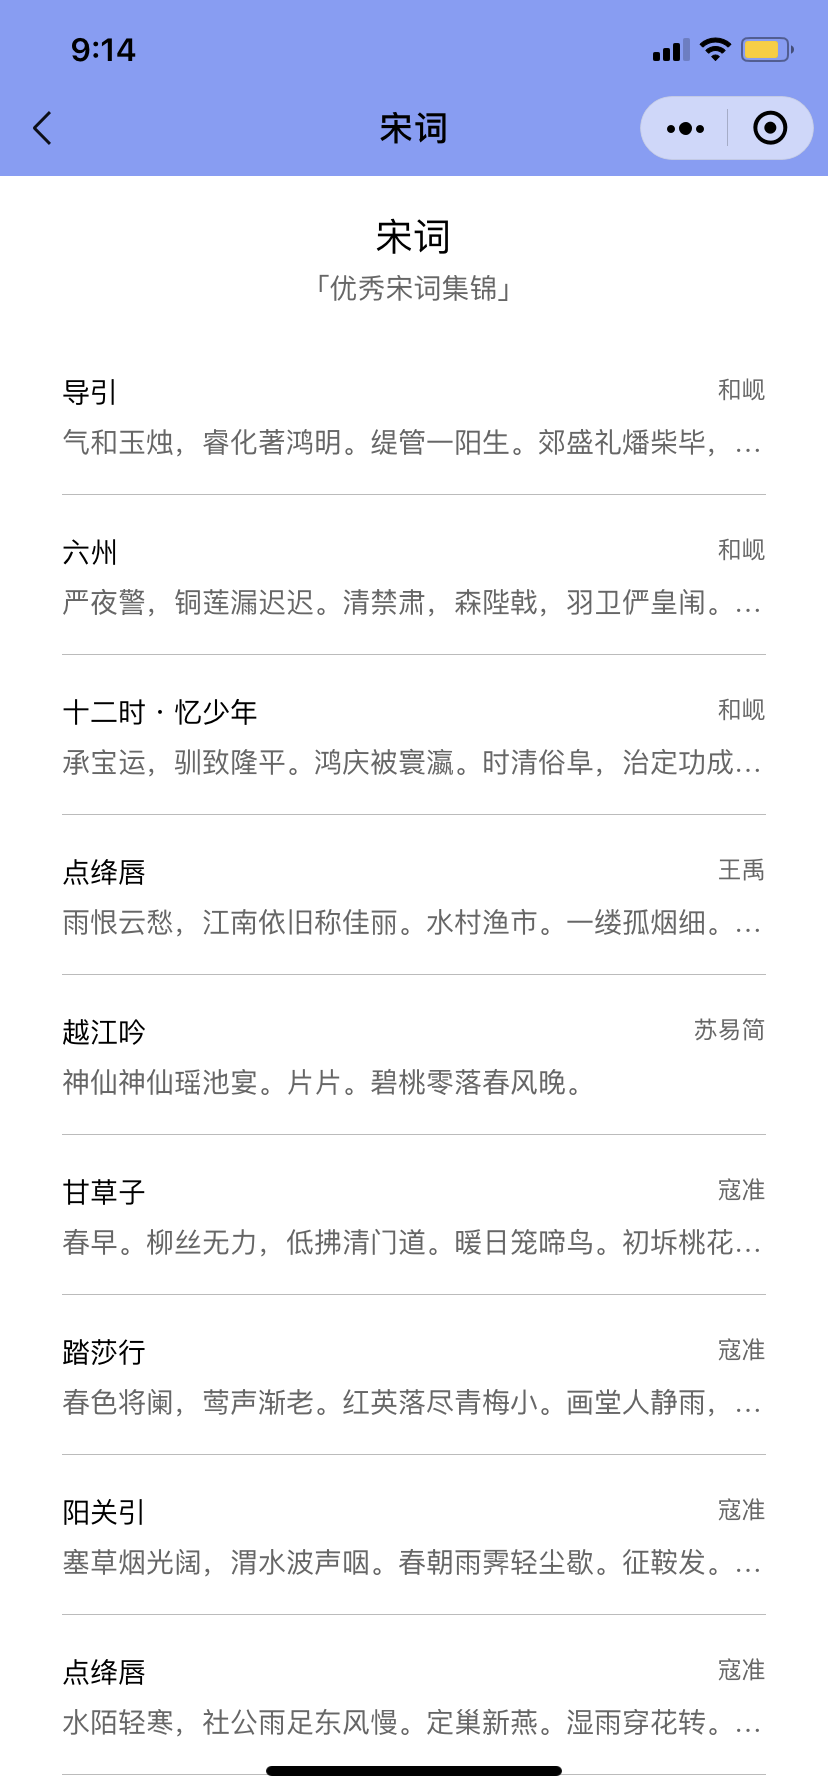 9:14
宋词
宋词
「优秀宋词集锦」
导引 和岘
气和玉烛，睿化著鸿明。缇管一阳生。郊盛礼燔柴毕，…
六州 和岘
严夜警，铜莲漏迟迟。清禁肃，森陛戟，羽卫俨皇闱。…
十二时·忆少年 和岘
承宝运，驯致隆平。鸿庆被寰瀛。时清俗阜，治定功成…
点绛唇 王禹
雨恨云愁，江南依旧称佳丽。水村渔市。一缕孤烟细。…
越江吟 苏易简
神仙神仙瑶池宴。片片。碧桃零落春风晚。
甘草子 寇准
春早。柳丝无力，低拂清门道。暖日笼啼鸟。初坼桃花…
踏莎行 寇准
春色将阑，莺声渐老。红英落尽青梅小。画堂人静雨，…
阳关引 寇准
塞草烟光阔，渭水波声咽。春朝雨霁轻尘歇。征鞍发。…
点绛唇 寇准
水陌轻寒，社公雨足东风慢。定巢新燕。湿雨穿花转。…